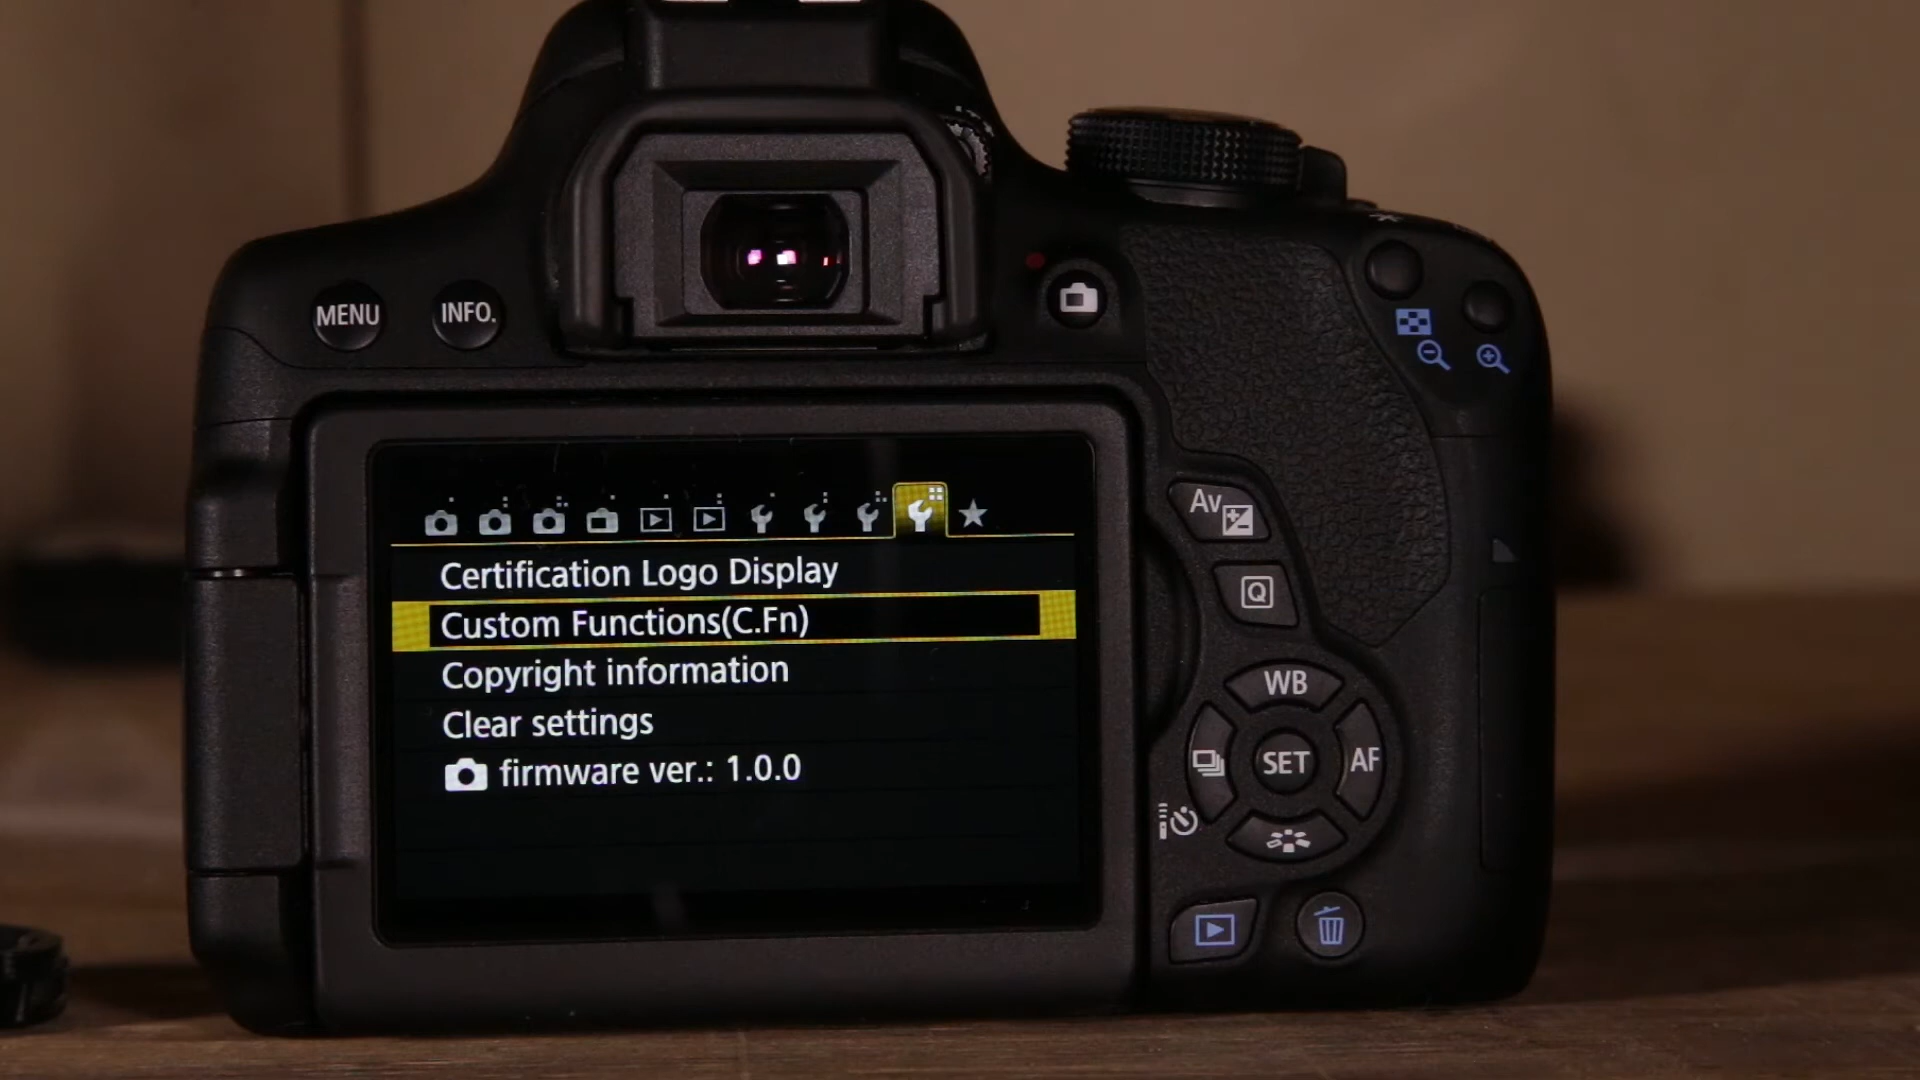 MENU
INFO.
Certification Logo Display
Custom Functions(C.Fn)
Copyright information
Clear settings
firmware ver.: 1.0.0
Av
Q
WB
SET
AF